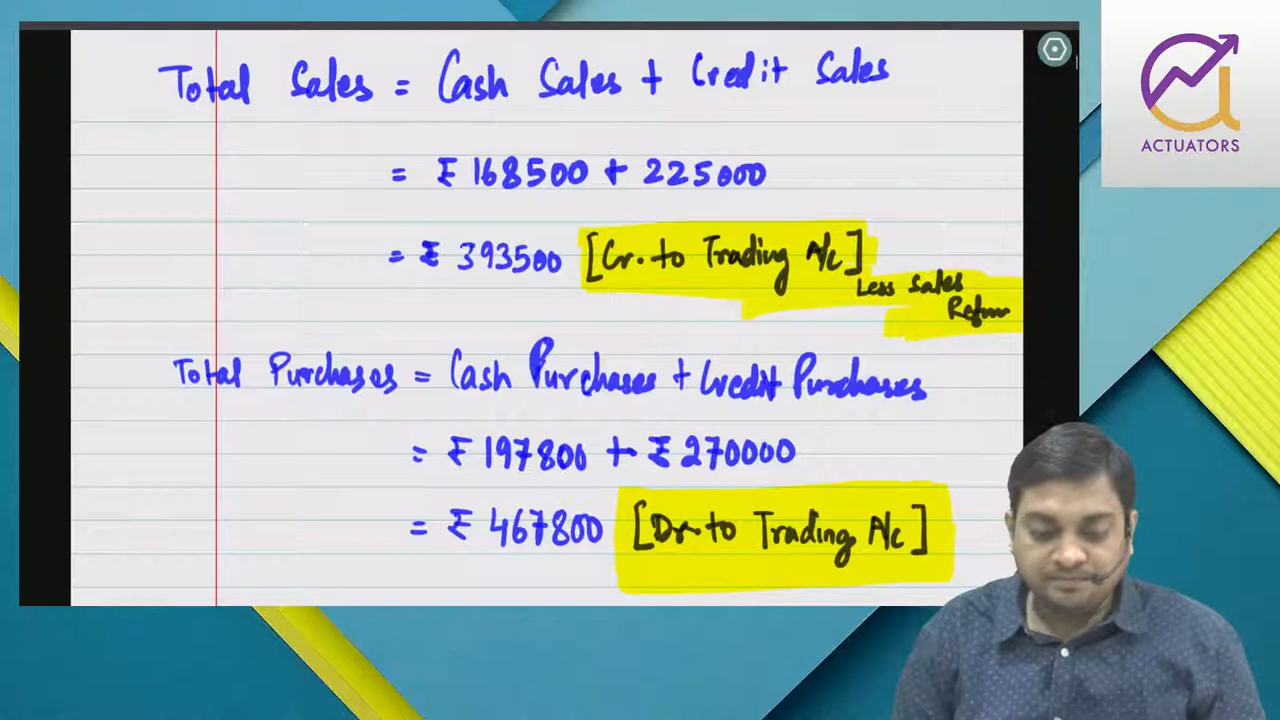 Total Sales = Cash Sales + Credit Sales
= ₹ 168500 + 225000
= ₹ 393500 [Cr. to Trading A/c]
Less Sales
Return
Total Purchases = Cash Purchases + Credit Purchases
= ₹ 197800 + ₹ 270000
= ₹ 467800 [Dr. to Trading A/c]
ACTUATORS